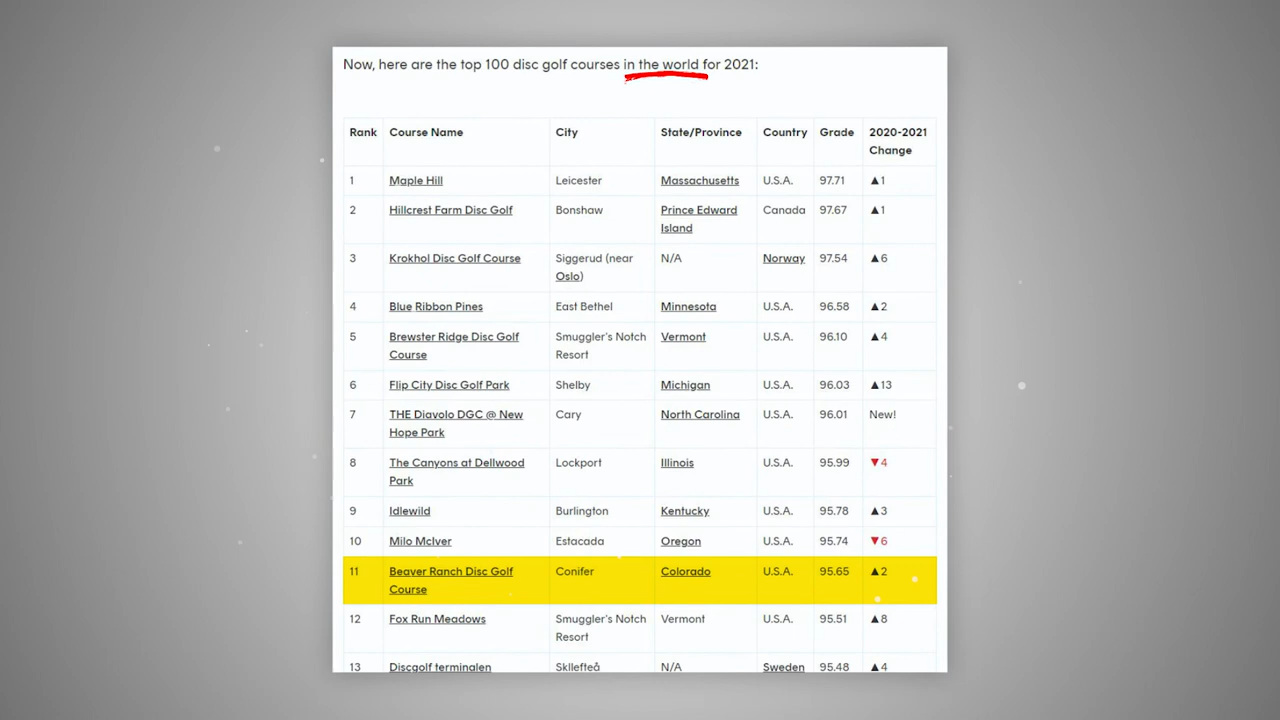 Now, here are the top 100 disc golf courses in the world for 2021:
Rank Course Name City State/Province Country Grade 2020-2021 Change
1 Maple Hill Leicester Massachusetts U.S.A. 97.71 ▲1
2 Hillcrest Farm Disc Golf Bonshaw Prince Edward Island Canada 97.67 ▲1
3 Krokhol Disc Golf Course Siggerud (near Oslo) N/A Norway 97.54 ▲6
4 Blue Ribbon Pines East Bethel Minnesota U.S.A. 96.58 ▲2
5 Brewster Ridge Disc Golf Course Smuggler's Notch Resort Vermont U.S.A. 96.10 ▲4
6 Flip City Disc Golf Park Shelby Michigan U.S.A. 96.03 ▲13
7 THE Diavolo DGC @ New Hope Park Cary North Carolina U.S.A. 96.01 New!
8 The Canyons at Dellwood Park Lockport Illinois U.S.A. 95.99 ▼4
9 Idlewild Burlington Kentucky U.S.A. 95.78 ▲3
10 Milo McIver Estacada Oregon U.S.A. 95.74 ▼6
11 Beaver Ranch Disc Golf Course Conifer Colorado U.S.A. 95.65 ▲2
12 Fox Run Meadows Smuggler's Notch Resort Vermont U.S.A. 95.51 ▲8
13 Discgolf terminalen Skllefteå N/A Sweden 95.48 ▲4